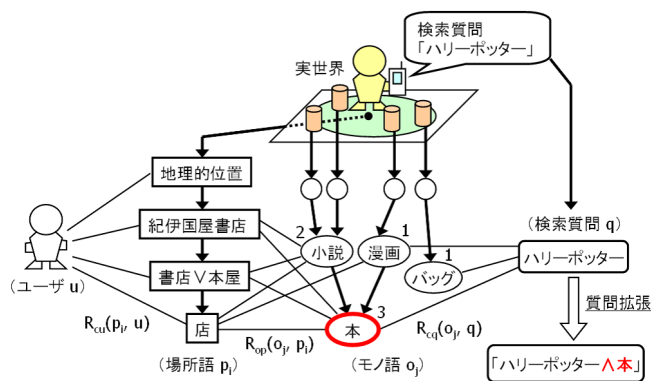 検索質問
「ハリーポッター」
実世界
地理的位置
紀伊国屋書店
書店∨本屋
店
2
小説
1
漫画
1
バッグ
3
本
(検索質問 q)
ハリーポッター
質問拡張
「ハリーポッター∧本」
(ユーザ u)
Rcu(pi, u)
Rop(oj, pi)
Rcq(oj, q)
(場所語 pi)
(モノ語 oj)